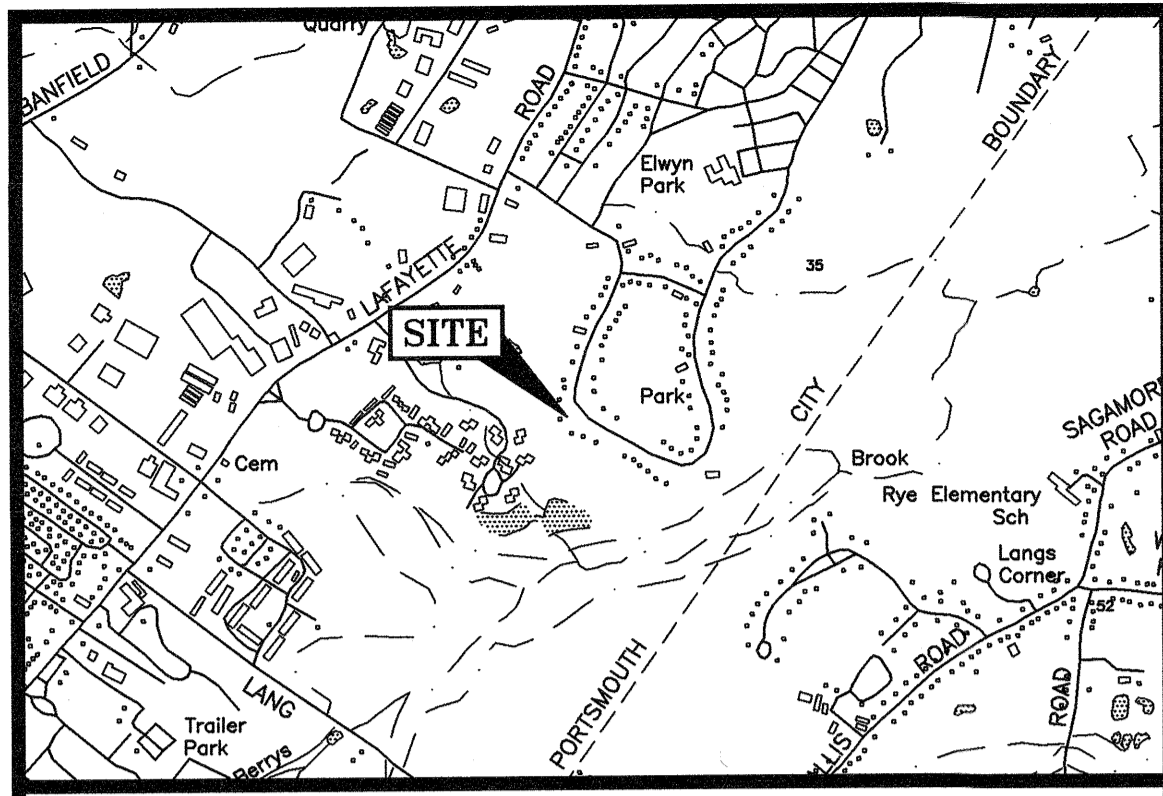 Quarry
BANFIELD
ROAD
BOUNDARY
Elwyn
Park
LAFAYETTE
35
SITE
Park
CITY
SAGAMORE
ROAD
Cem
Brook
Rye Elementary
Sch
Langs
Corner
52
ROAD
ROAD
PORTSMOUTH
LANG
Trailer
Park
Berrys
LLIS